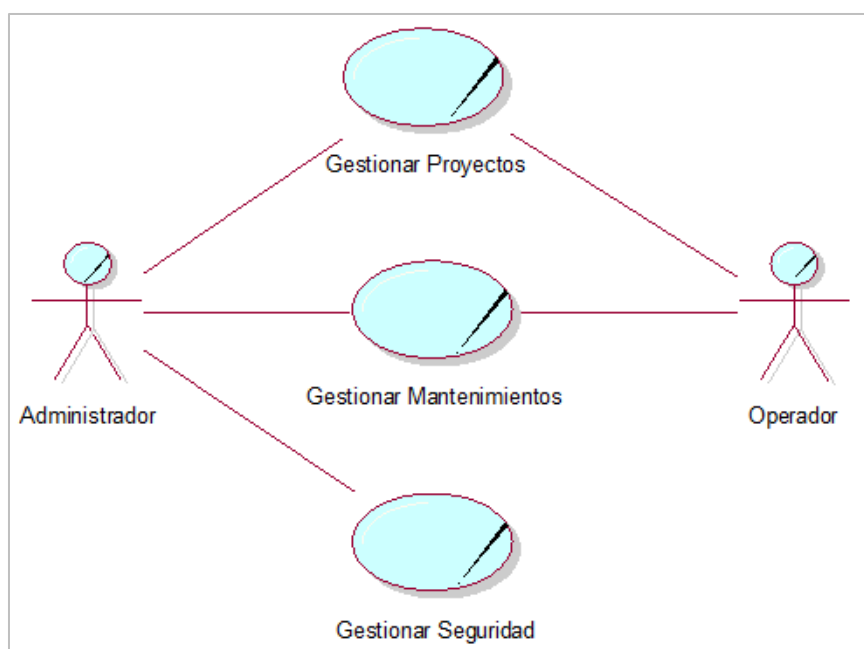 Gestionar Proyectos
Administrador
Gestionar Mantenimientos
Operador
Gestionar Seguridad